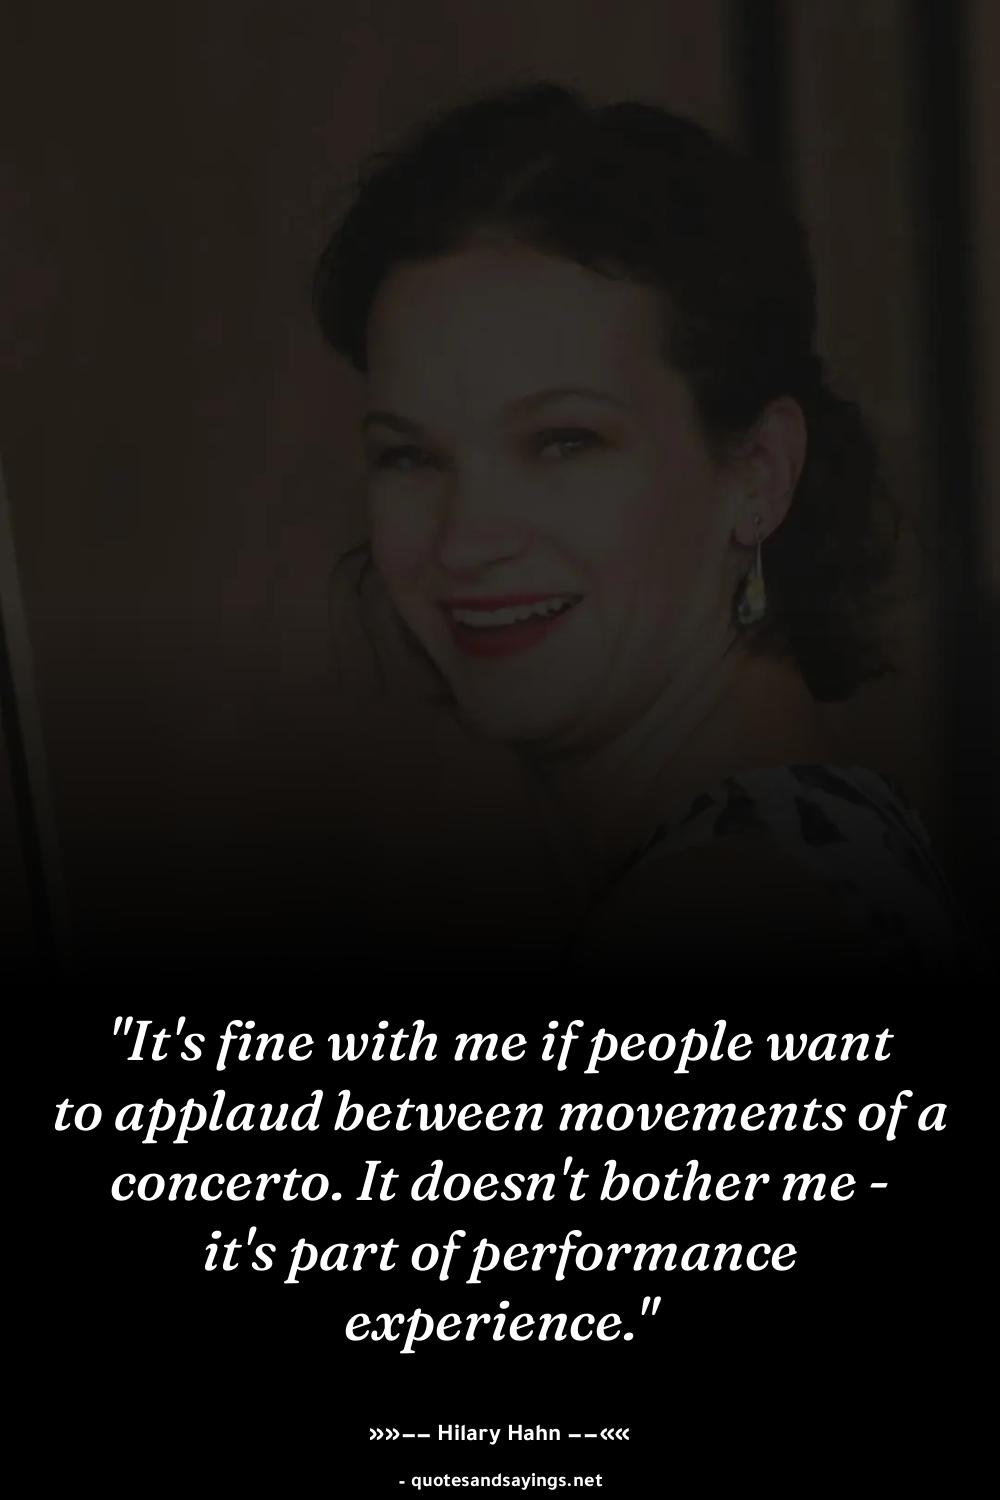 "It's fine with me if people want
to applaud between movements of a
concerto. It doesn't bother me -
it's part of performance
experience."
»»–– Hilary Hahn ––««
- quotesandsayings.net